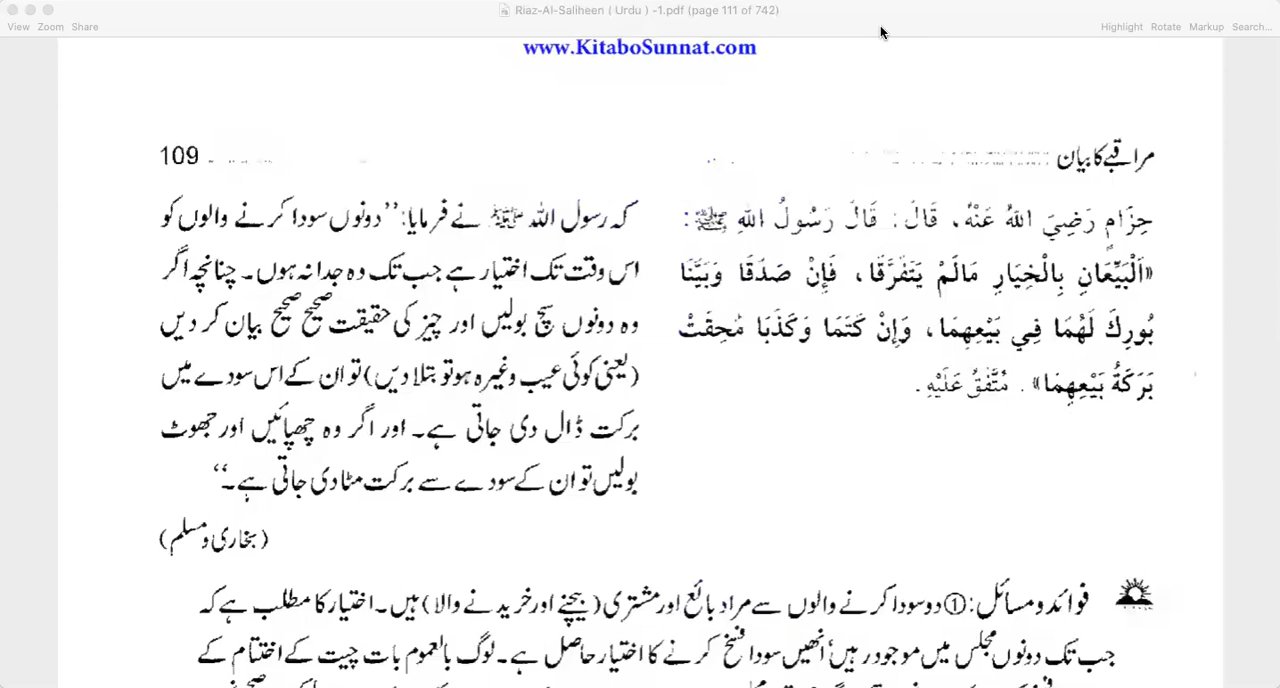 Riaz-Al-Saliheen ( Urdu ) -1.pdf (page 111 of 742)
View Zoom Share Highlight Rotate Markup Search...
www.KitaboSunnat.com
مراقبے کا بیان 109
حِزَامٍ رَضِيَ اللهُ عَنْهُ، قَالَ: قَالَ رَسُولُ اللهِ ﷺ:
«اَلْبَيِّعَانِ بِالْخِيَارِ مَالَمْ يَتَفَرَّقَا، فَإِنْ صَدَقَا وَبَيَّنَا
بُورِكَ لَهُمَا فِي بَيْعِهِمَا، وَإِنْ كَتَمَا وَكَذَبَا مُحِقَتْ
بَرَكَةُ بَيْعِهِمَا». مُتَّفَقٌ عَلَيْهِ.
کہ رسول اللہ ﷺ نے فرمایا: ’’دونوں سودا کرنے والوں کو
اس وقت تک اختیار ہے جب تک وہ جدا نہ ہوں۔ چنانچہ اگر
وہ دونوں سچ بولیں اور چیز کی حقیقت صحیح صحیح بیان کر دیں
(یعنی کوئی عیب وغیرہ ہو تو بتلا دیں) تو ان کے اس سودے میں
برکت ڈال دی جاتی ہے۔ اور اگر وہ چھپائیں اور جھوٹ
بولیں تو ان کے سودے سے برکت مٹا دی جاتی ہے۔‘‘
(بخاری و مسلم)
فوائد و مسائل: ① دو سودا کرنے والوں سے مراد بائع اور مشتری (بیچنے اور خریدنے والا) ہیں۔ اختیار کا مطلب ہے کہ
جب تک دونوں مجلس میں موجود رہیں‘ انھیں سودا فسخ کرنے کا اختیار حاصل ہے۔ لوگ بالعموم بات چیت کے اختتام کے